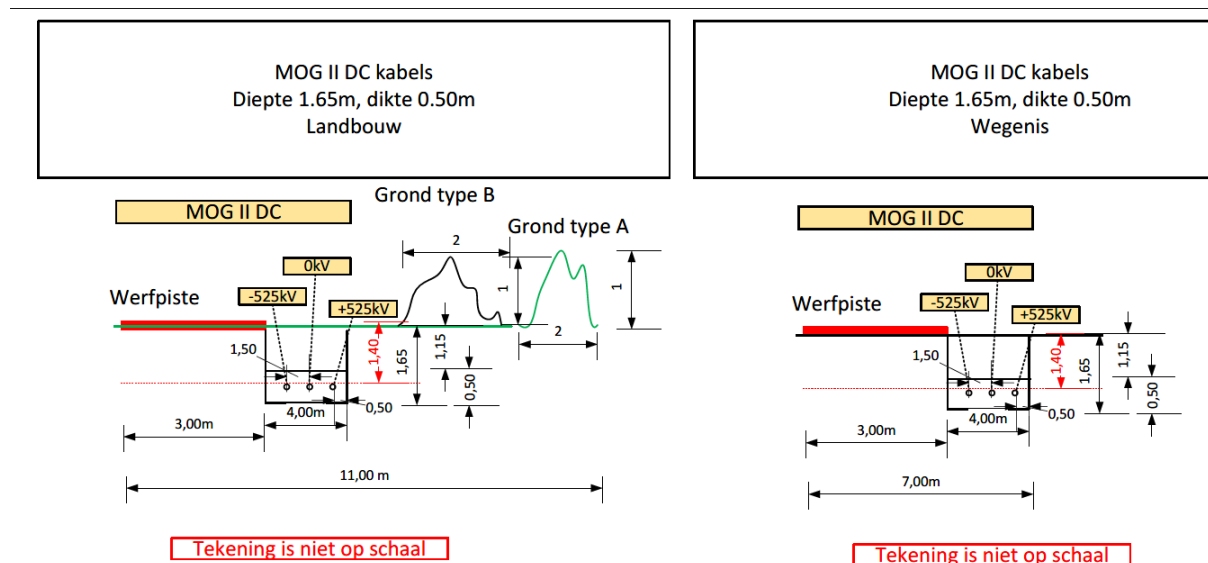 MOG II DC kabels
Diepte 1.65m, dikte 0.50m
Landbouw
MOG II DC kabels
Diepte 1.65m, dikte 0.50m
Wegenis
MOG II DC
Grond type B
Grond type A
2
0kV
-525kV
+525kV
Werfpiste
1
1
2
1,50
1,40
1,65
1,15
0,50
4,00m
0,50
3,00m
11,00 m
Tekening is niet op schaal
MOG II DC
0kV
-525kV
+525kV
Werfpiste
1,50
1,40
1,65
1,15
0,50
4,00m
0,50
3,00m
7,00m
Tekening is niet op schaal